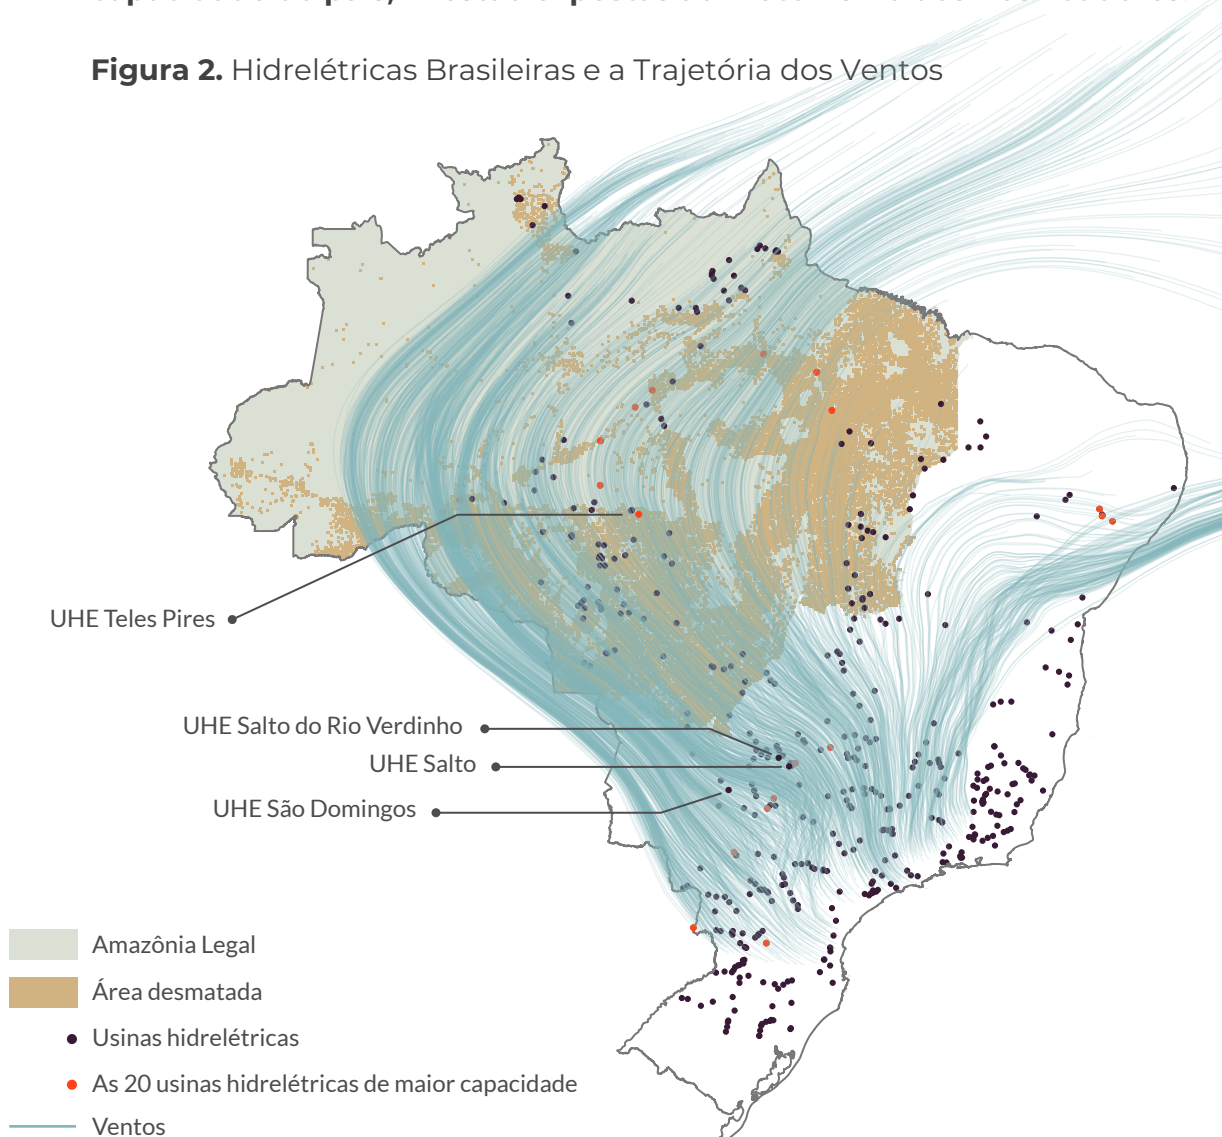 Figura 2. Hidrelétricas Brasileiras e a Trajetória dos Ventos
UHE Teles Pires
UHE Salto do Rio Verdinho
UHE Salto
UHE São Domingos
Amazônia Legal
Área desmatada
Usinas hidrelétricas
As 20 usinas hidrelétricas de maior capacidade
Ventos